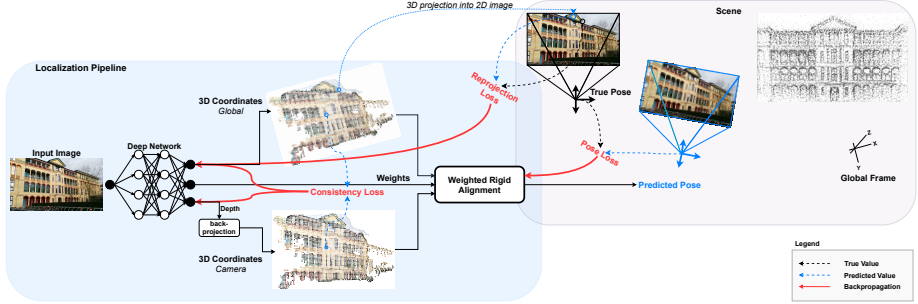 3D projection into 2D image
Scene
Localization Pipeline
3D Coordinates
Global
Reprojection
Loss
True Pose
Input Image
Deep Network
Pose Loss
Weights
Consistency Loss
Weighted Rigid
Alignment
Predicted Pose
Z
X
Y
Global Frame
Depth
back-
projection
3D Coordinates
Camera
Legend
True Value
Predicted Value
Backpropagation